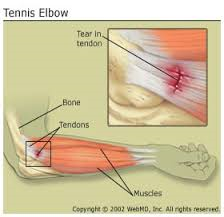 Tennis Elbow
Tear in
tendon
Bone
Tendons
Muscles
Copyright © 2002 WebMD, Inc. All rights reserved.